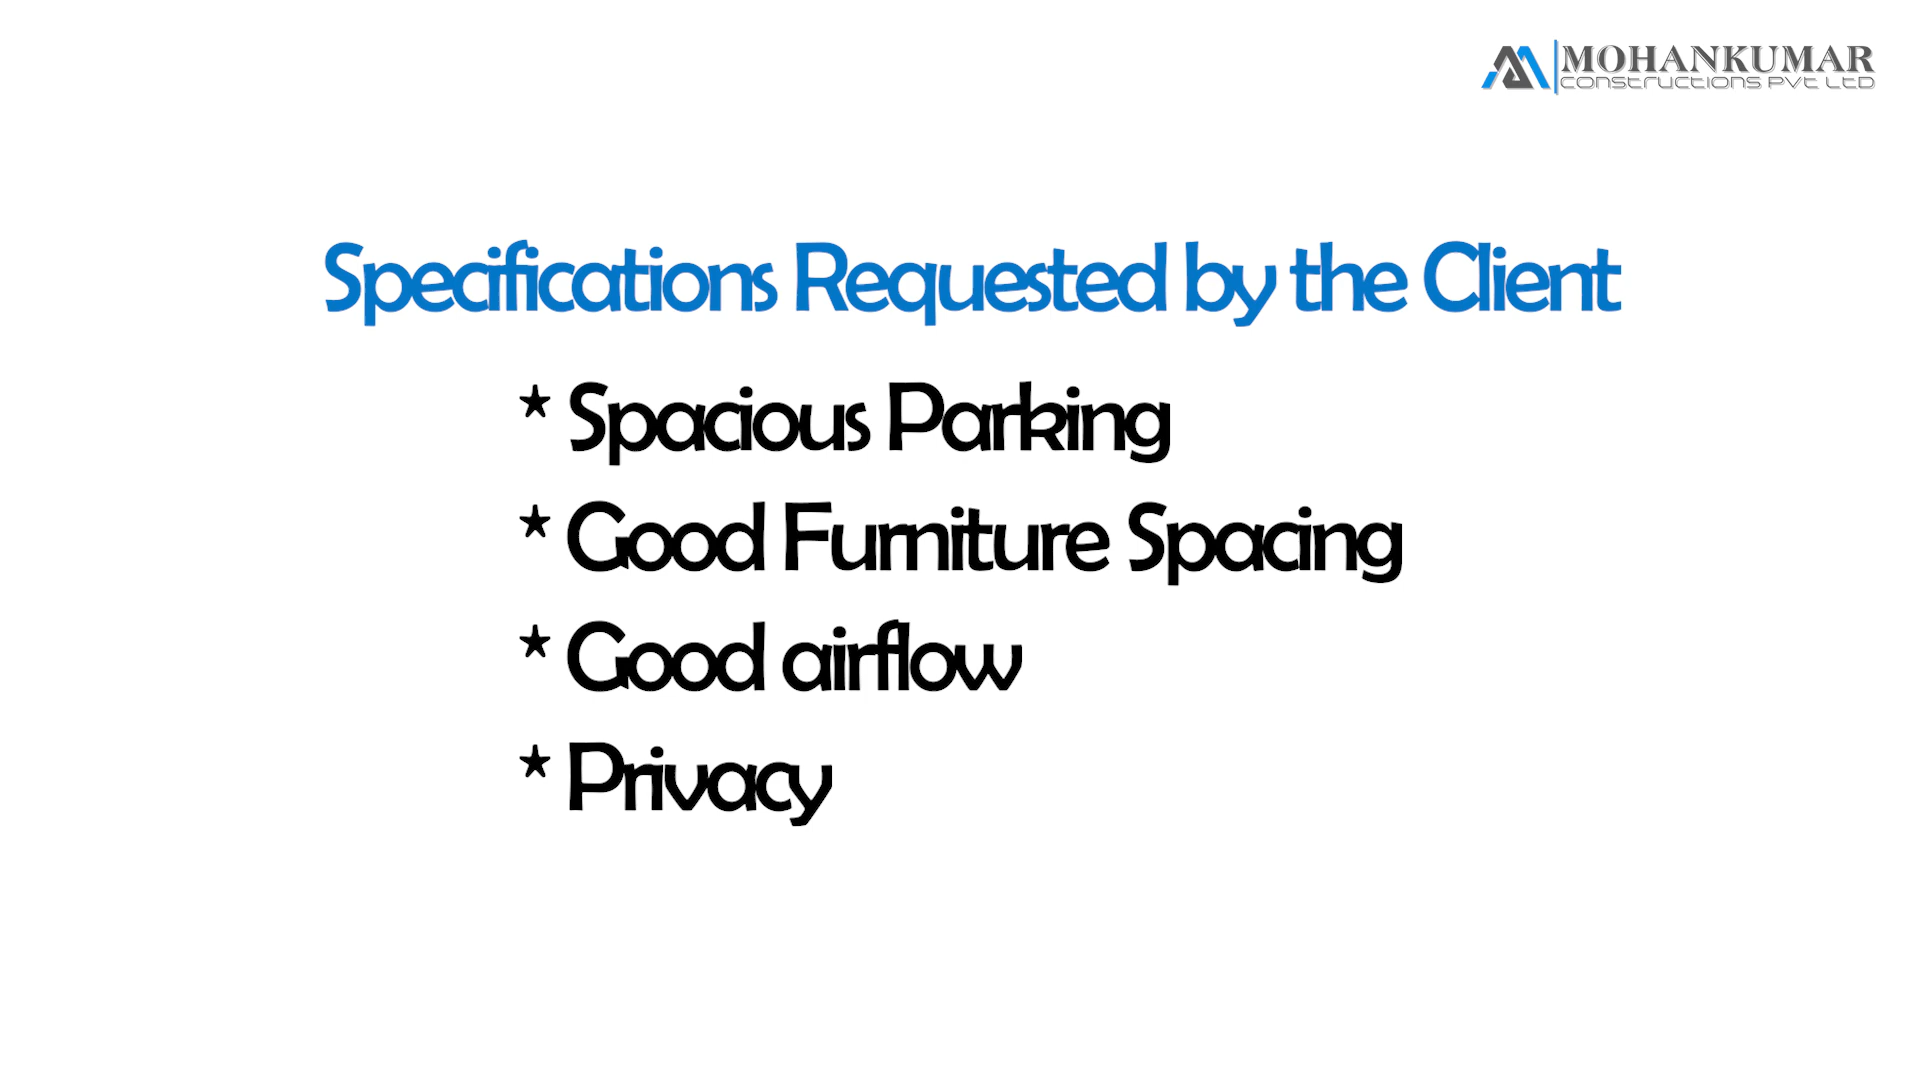 MOHANKUMAR
CONSTRUCTIONS PVT LTD
Specifications Requested by the Client
* Spacious Parking
* Good Furniture Spacing
* Good airflow
* Privacy